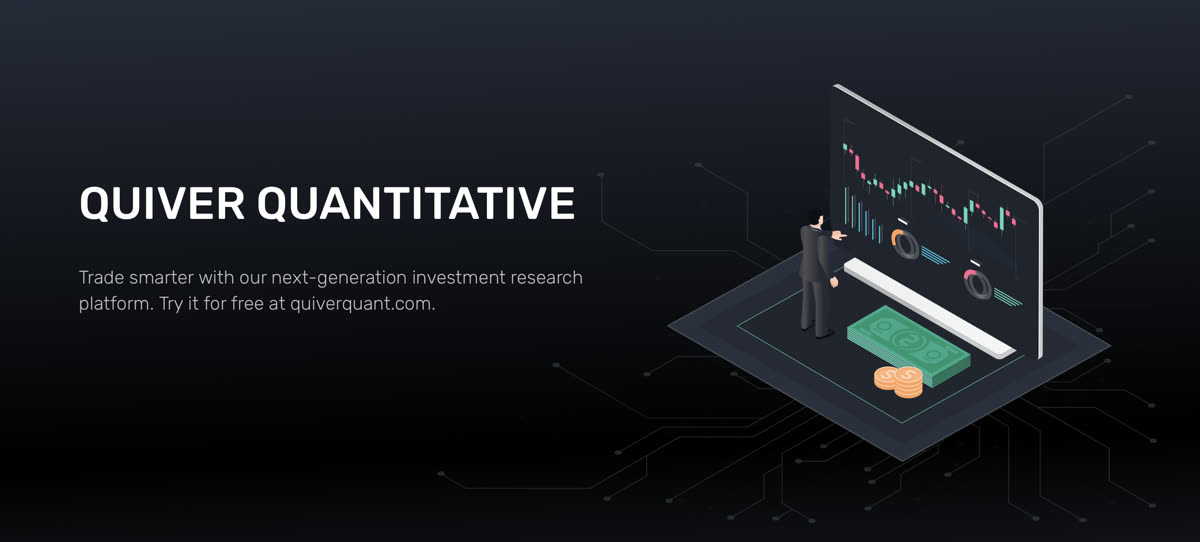 QUIVER QUANTITATIVE
Trade smarter with our next-generation investment research
platform. Try it for free at quiverquant.com.